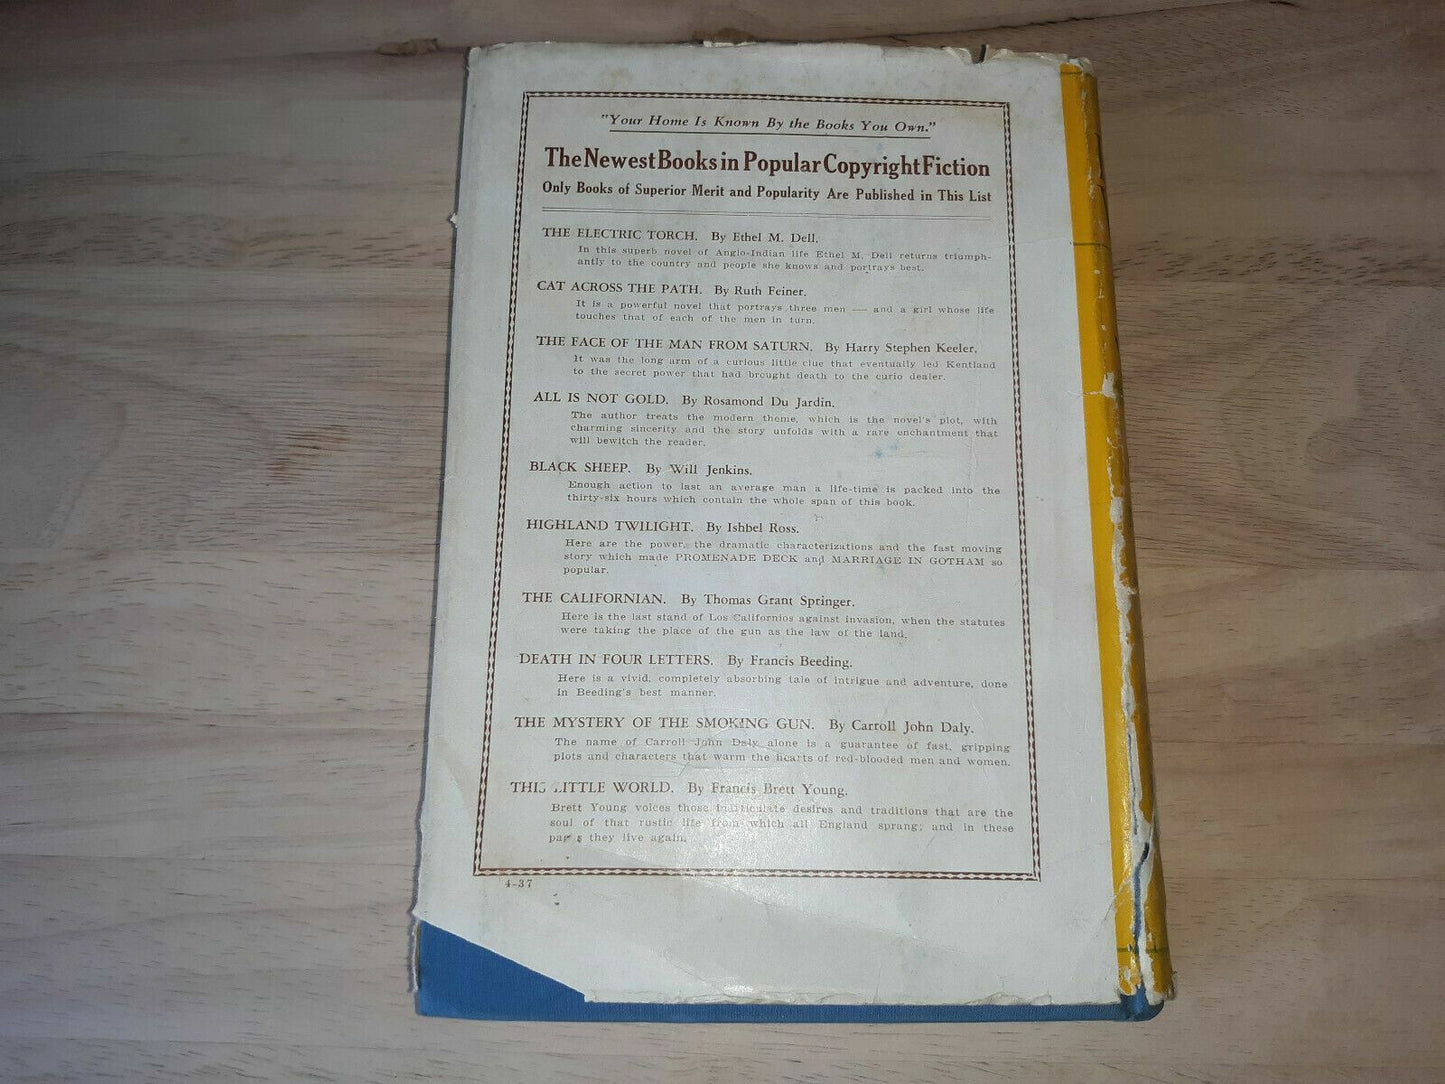 "Your Home Is Known By the Books You Own."
The Newest Books in Popular Copyright Fiction
Only Books of Superior Merit and Popularity Are Published in This List
THE ELECTRIC TORCH. By Ethel M. Dell.
In this superb novel of Anglo-Indian life Ethel M. Dell returns triumph-
antly to the country and people she knows and portrays best.
CAT ACROSS THE PATH. By Ruth Feiner.
It is a powerful novel that portrays three men — and a girl whose life
touches that of each of the men in turn.
THE FACE OF THE MAN FROM SATURN. By Harry Stephen Keeler.
It was the long arm of a curious little clue that eventually led Kentland
to the secret power that had brought death to the curio dealer.
ALL IS NOT GOLD. By Rosamond Du Jardin.
The author treats the modern theme, which is the novel's plot, with
charming sincerity and the story unfolds with a rare enchantment that
will bewitch the reader.
BLACK SHEEP. By Will Jenkins.
Enough action to last an average man a life-time is packed into the
thirty-six hours which contain the whole span of this book.
HIGHLAND TWILIGHT. By Ishbel Ross.
Here are the power, the dramatic characterizations and the fast moving
story which made PROMENADE DECK and MARRIAGE IN GOTHAM so
popular.
THE CALIFORNIAN. By Thomas Grant Springer.
Here is the last stand of Los Californios against invasion, when the statutes
were taking the place of the gun as the law of the land.
DEATH IN FOUR LETTERS. By Francis Beeding.
Here is a vivid, completely absorbing tale of intrigue and adventure, done
in Beeding's best manner.
THE MYSTERY OF THE SMOKING GUN. By Carroll John Daly.
The name of Carroll John Daly alone is a guarantee of fast, gripping
plots and characters that warm the hearts of red-blooded men and women.
THIS LITTLE WORLD. By Francis Brett Young.
Brett Young voices those inarticulate desires and traditions that are the
soul of that rustic life from which all England sprang; and in these
pages they live again.
4-37